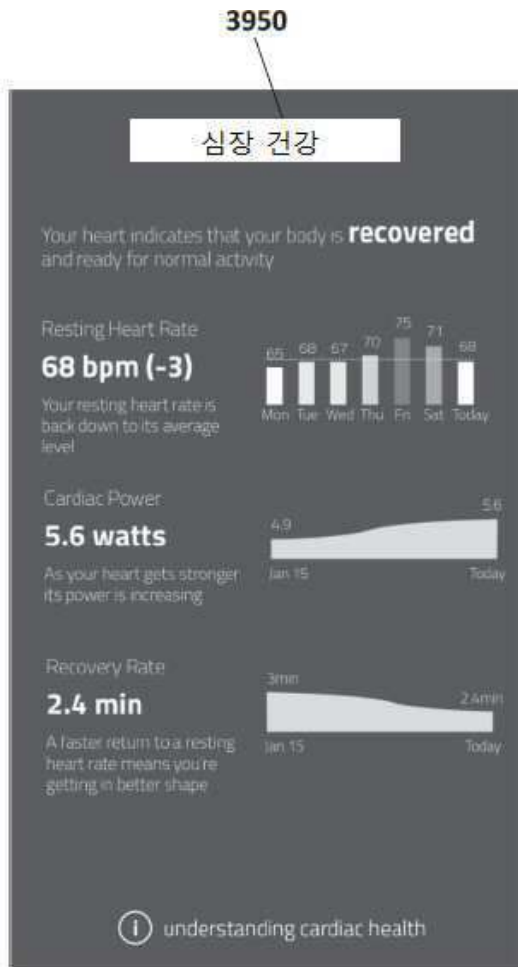 3950
심장 건강
Your heart indicates that your body is recovered
and ready for normal activity
Resting Heart Rate
68 bpm (-3)
Your resting heart rate is
back down to its average
level
65 68 67 70 75 71 68
Mon Tue Wed Thu Fri Sat Today
Cardiac Power
5.6 watts
As your heart gets stronger
its power is increasing
4.9 5.6
Jan 15 Today
Recovery Rate
2.4 min
A faster return to a resting
heart rate means you're
getting in better shape
3min 2.4min
Jan 15 Today
i understanding cardiac health